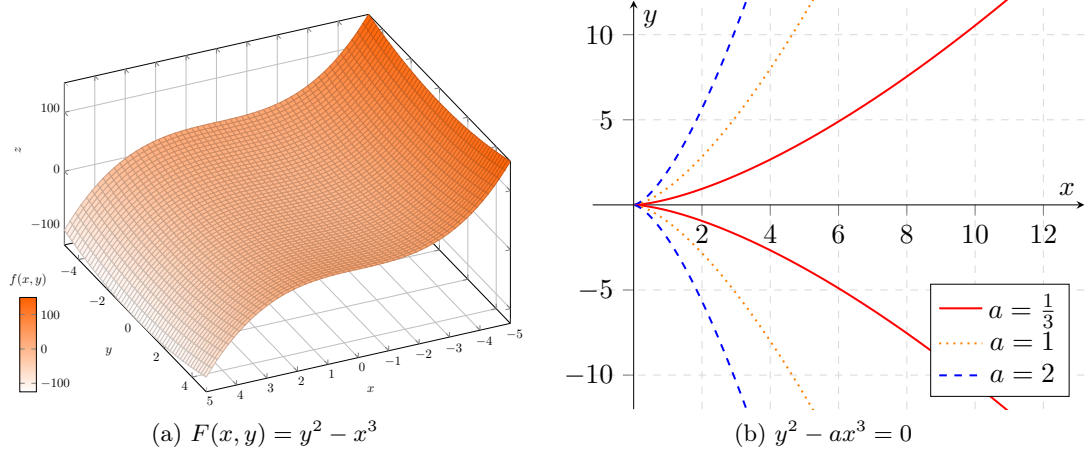 z
100
0
−100
−4
−2
0
2
4
y
5
4
3
2
1
0
−1
−2
−3
−4
−5
x
f(x, y)
100
0
−100
(a) F(x, y) = y² − x³
y
10
5
−5
−10
2
4
6
8
10
12
x
a = 1/3
a = 1
a = 2
(b) y² − ax³ = 0